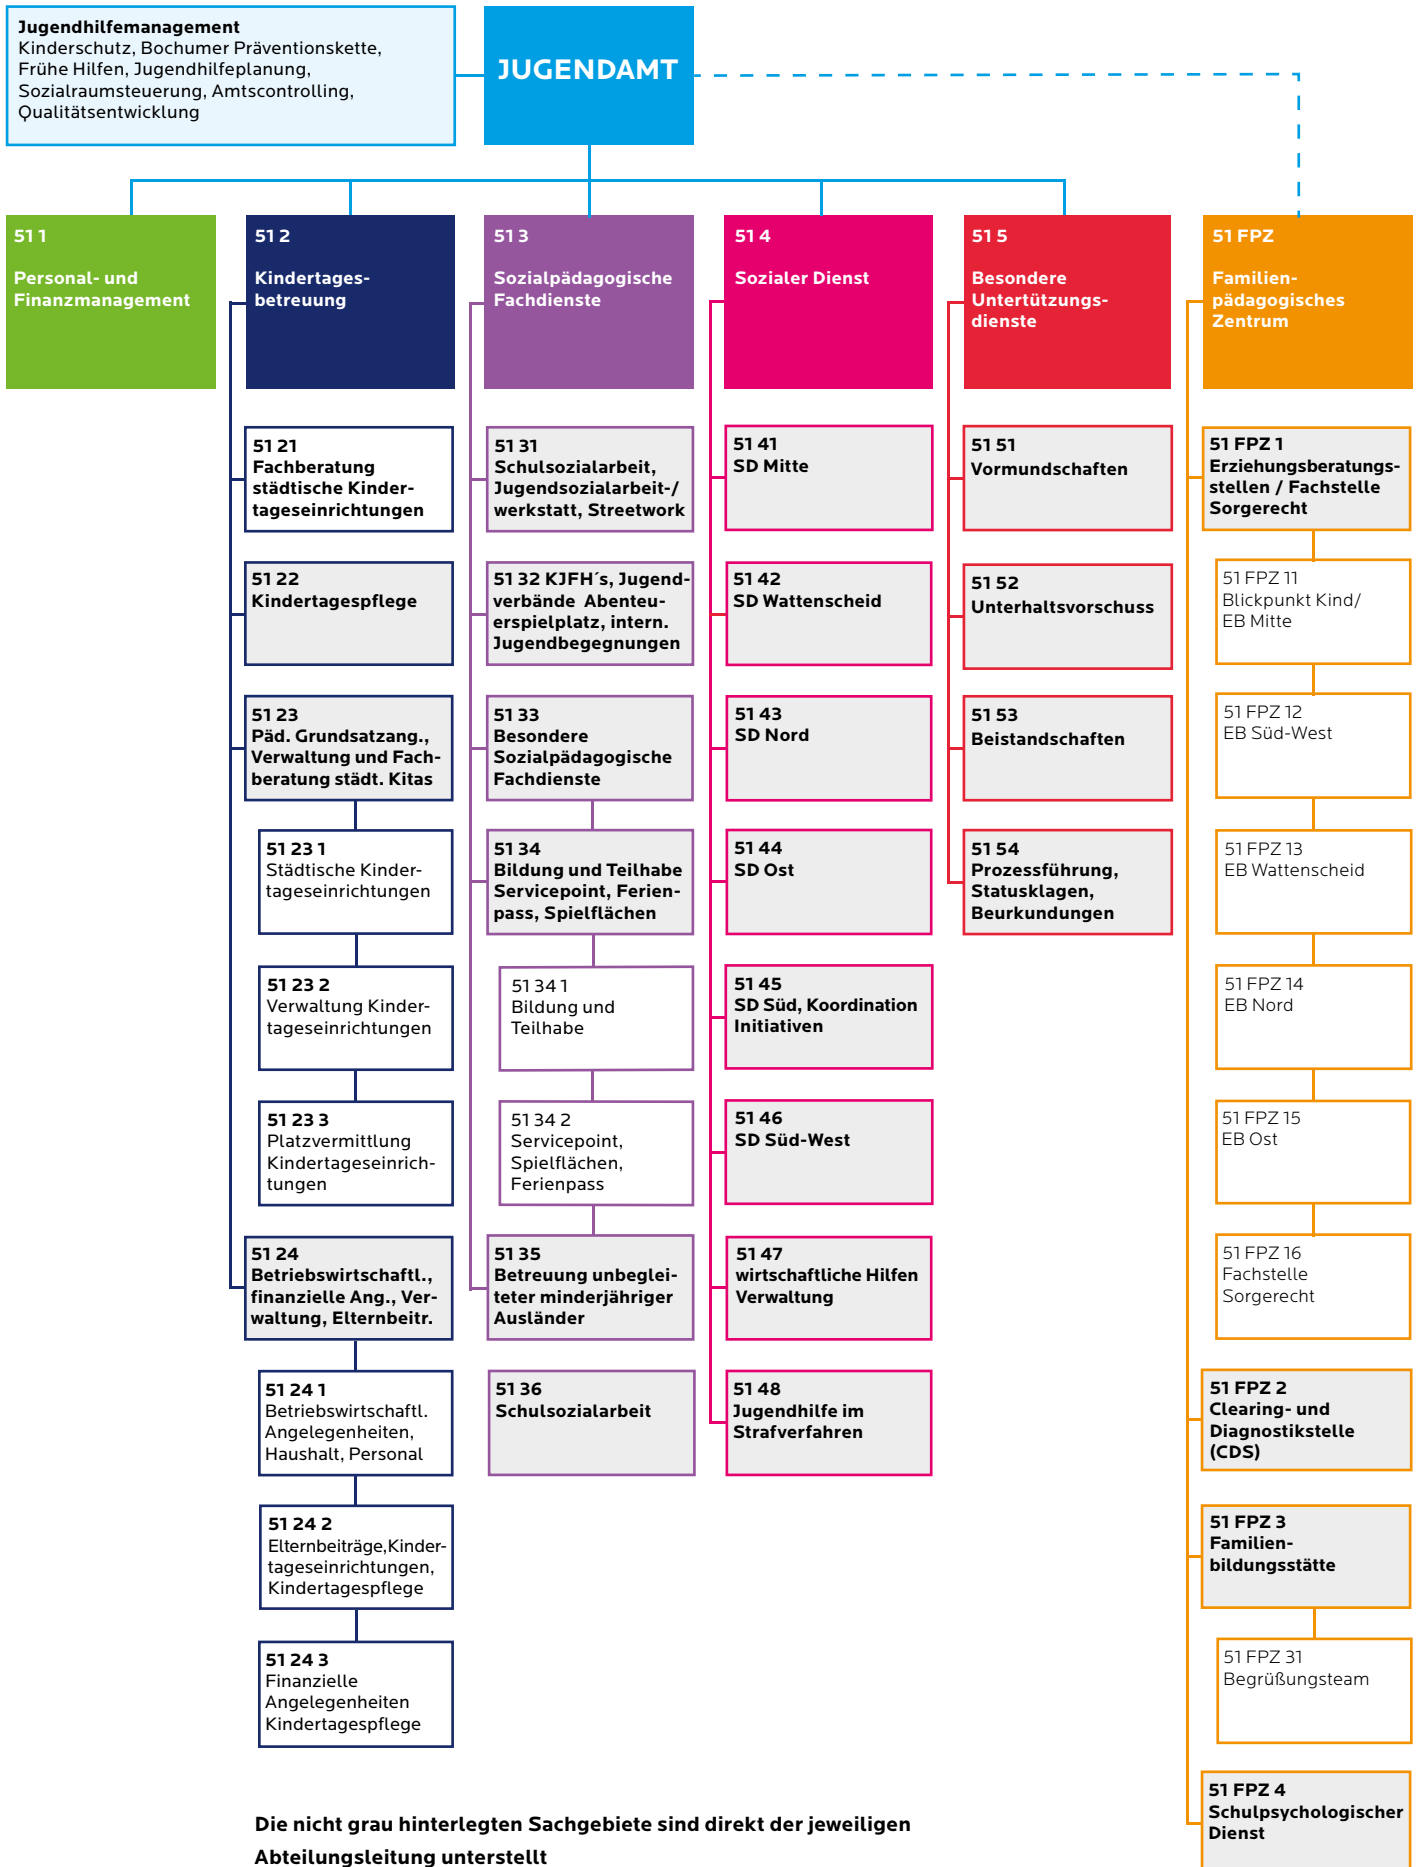 Jugendhilfemanagement
Kinderschutz, Bochumer Präventionskette,
Frühe Hilfen, Jugendhilfeplanung,
Sozialraumsteuerung, Amtscontrolling,
Qualitätsentwicklung
JUGENDAMT
51 1
Personal- und
Finanzmanagement
51 2
Kindertages-
betreuung
51 21
Fachberatung
städtische Kinder-
tageseinrichtungen
51 22
Kindertagespflege
51 23
Päd. Grundsatzang.,
Verwaltung und Fach-
beratung städt. Kitas
51 23 1
Städtische Kinder-
tageseinrichtungen
51 23 2
Verwaltung Kinder-
tageseinrichtungen
51 23 3
Platzvermittlung
Kindertageseinrich-
tungen
51 24
Betriebswirtschaftl.,
finanzielle Ang., Ver-
waltung, Elternbeitr.
51 24 1
Betriebswirtschaftl.
Angelegenheiten,
Haushalt, Personal
51 24 2
Elternbeiträge,Kinder-
tageseinrichtungen,
Kindertagespflege
51 24 3
Finanzielle
Angelegenheiten
Kindertagespflege
51 3
Sozialpädagogische
Fachdienste
51 31
Schulsozialarbeit,
Jugendsozialarbeit-/
werkstatt, Streetwork
51 32 KJFH´s, Jugend-
verbände Abenteu-
erspielplatz, intern.
Jugendbegegnungen
51 33
Besondere
Sozialpädagogische
Fachdienste
51 34
Bildung und Teilhabe
Servicepoint, Ferien-
pass, Spielflächen
51 34 1
Bildung und
Teilhabe
51 34 2
Servicepoint,
Spielflächen,
Ferienpass
51 35
Betreuung unbeglei-
teter minderjähriger
Ausländer
51 36
Schulsozialarbeit
51 4
Sozialer Dienst
51 41
SD Mitte
51 42
SD Wattenscheid
51 43
SD Nord
51 44
SD Ost
51 45
SD Süd, Koordination
Initiativen
51 46
SD Süd-West
51 47
wirtschaftliche Hilfen
Verwaltung
51 48
Jugendhilfe im
Strafverfahren
51 5
Besondere
Untertützungs-
dienste
51 51
Vormundschaften
51 52
Unterhaltsvorschuss
51 53
Beistandschaften
51 54
Prozessführung,
Statusklagen,
Beurkundungen
51 FPZ
Familien-
pädagogisches
Zentrum
51 FPZ 1
Erziehungsberatungs-
stellen / Fachstelle
Sorgerecht
51 FPZ 11
Blickpunkt Kind/
EB Mitte
51 FPZ 12
EB Süd-West
51 FPZ 13
EB Wattenscheid
51 FPZ 14
EB Nord
51 FPZ 15
EB Ost
51 FPZ 16
Fachstelle
Sorgerecht
51 FPZ 2
Clearing- und
Diagnostikstelle
(CDS)
51 FPZ 3
Familien-
bildungsstätte
51 FPZ 31
Begrüßungsteam
51 FPZ 4
Schulpsychologischer
Dienst
Die nicht grau hinterlegten Sachgebiete sind direkt der jeweiligen
Abteilungsleitung unterstellt